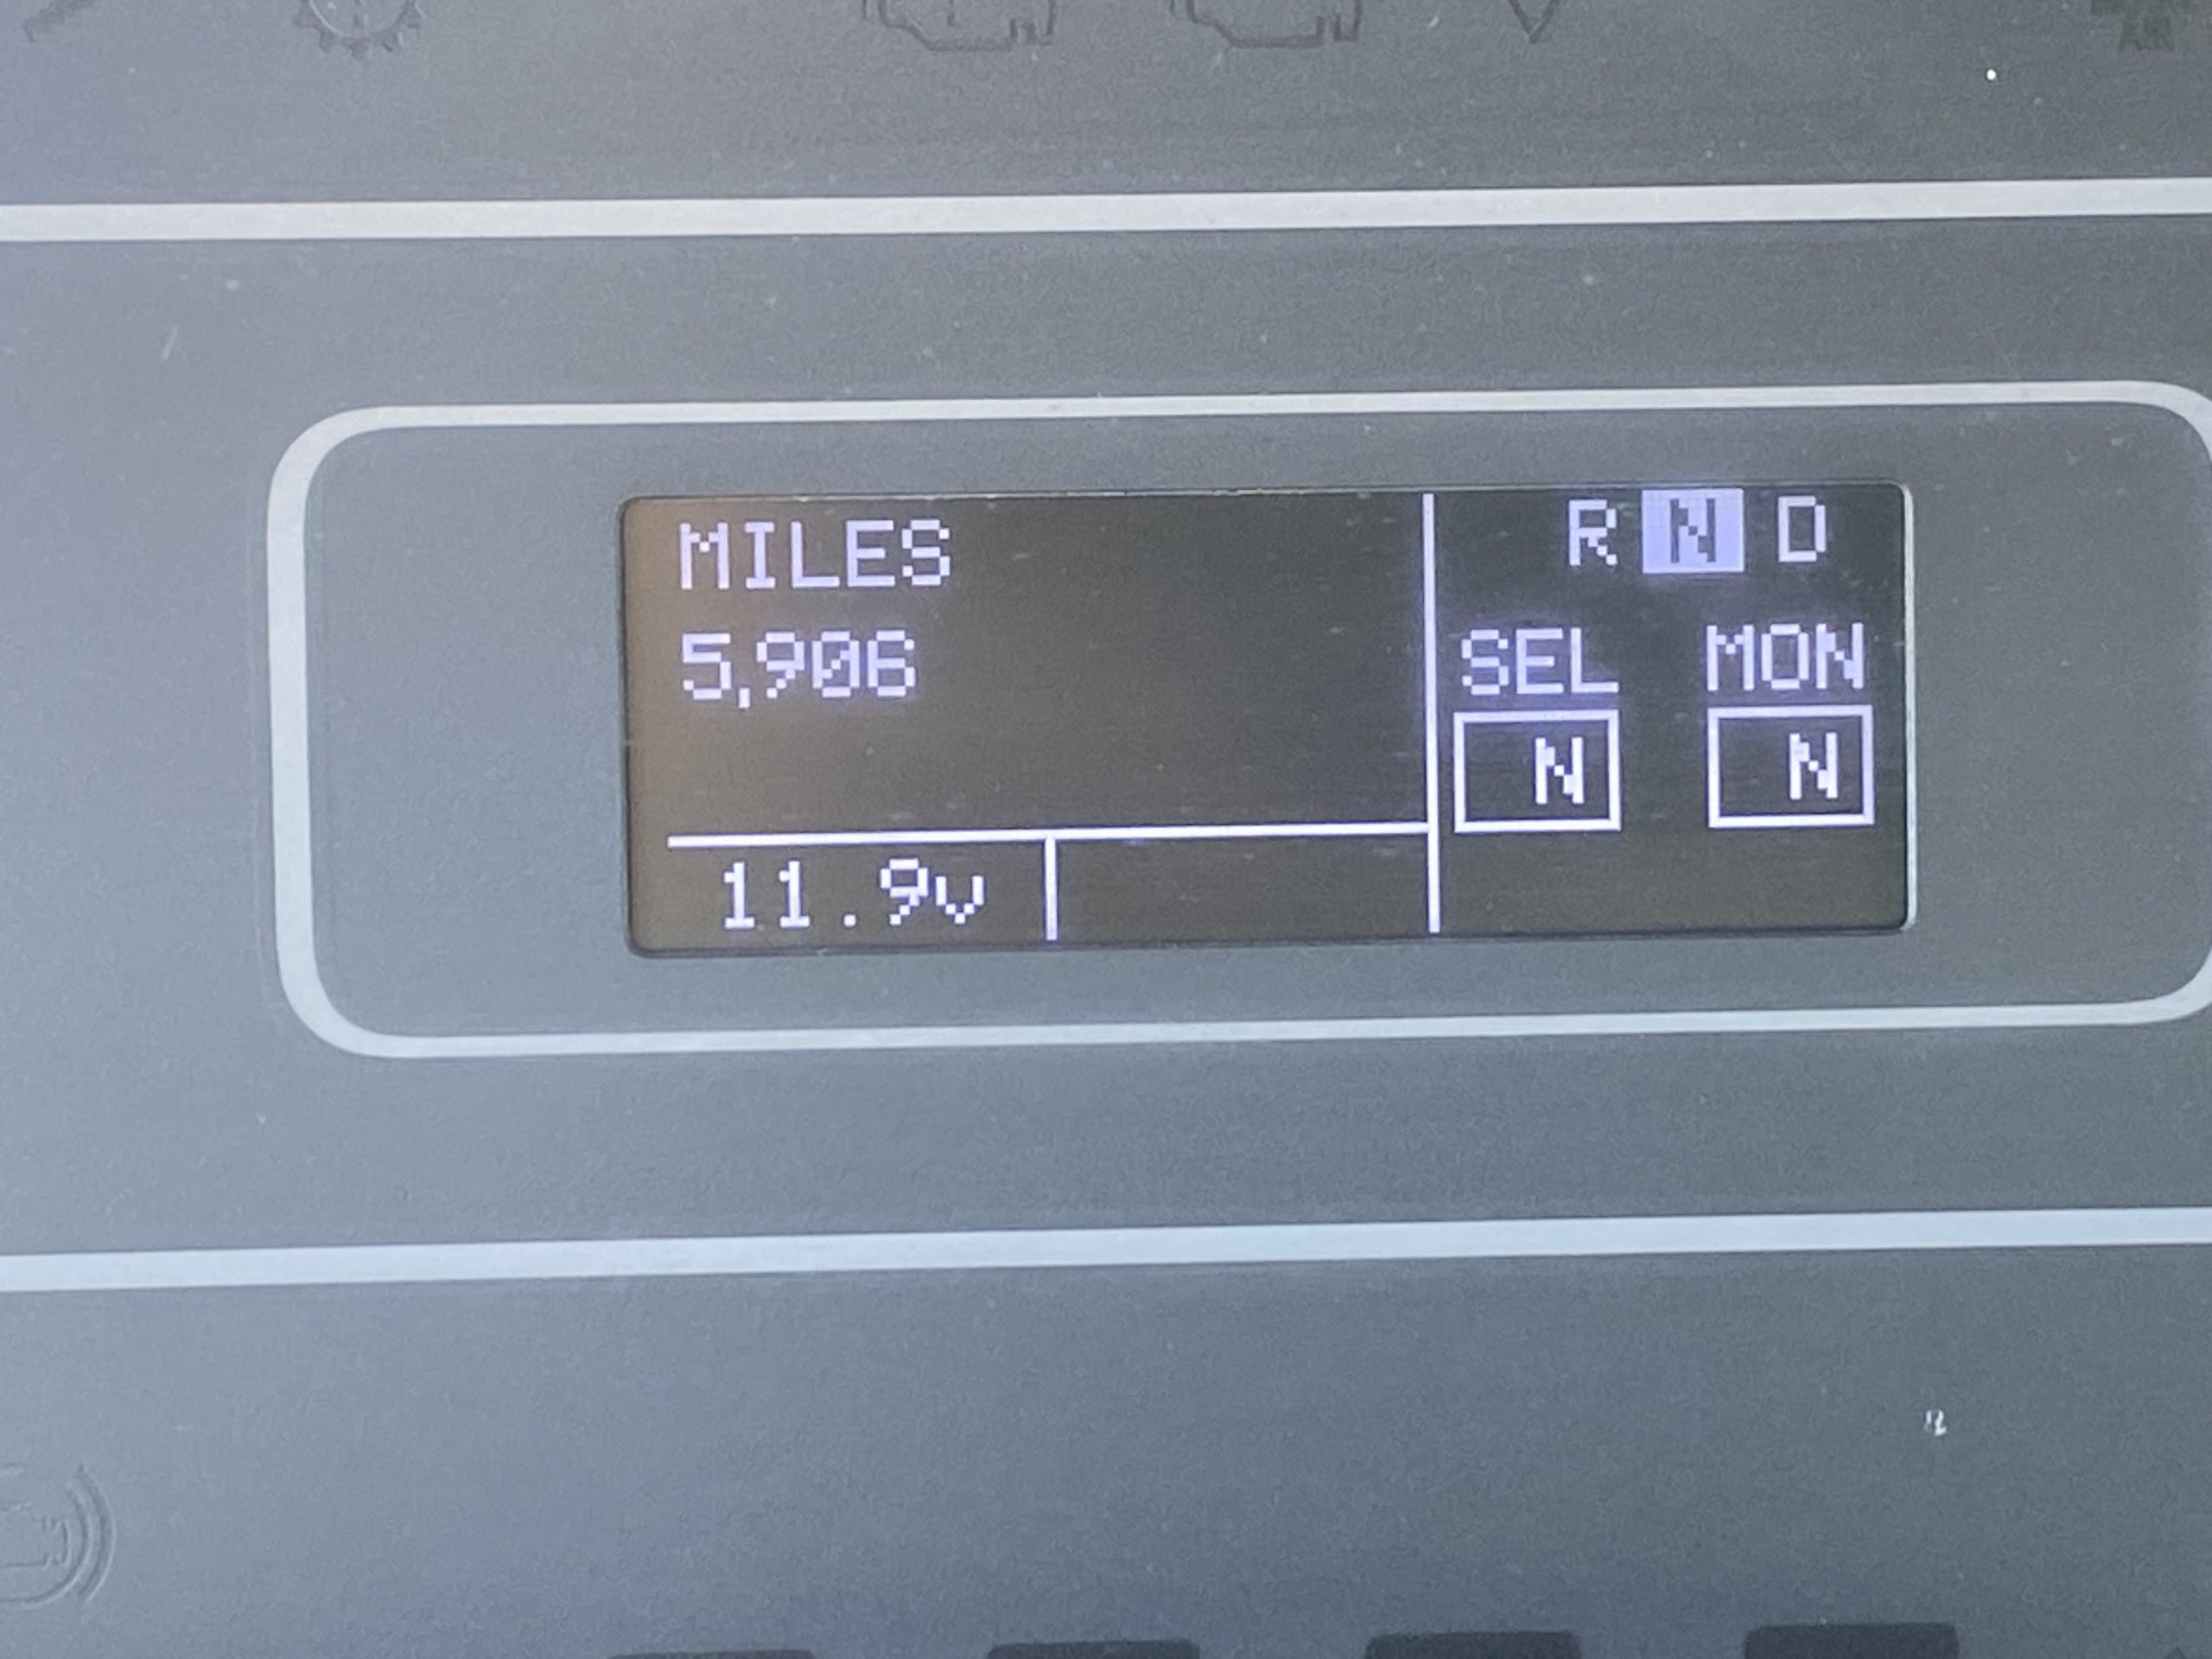 MILES
5,906
11.9v
R N D
SEL MON
N N